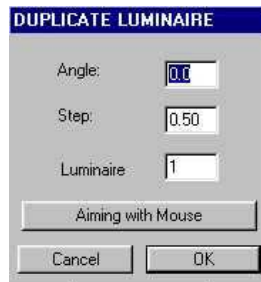 DUPLICATE LUMINAIRE
Angle: 0.0
Step: 0.50
Luminaire 1
Aiming with Mouse
Cancel OK